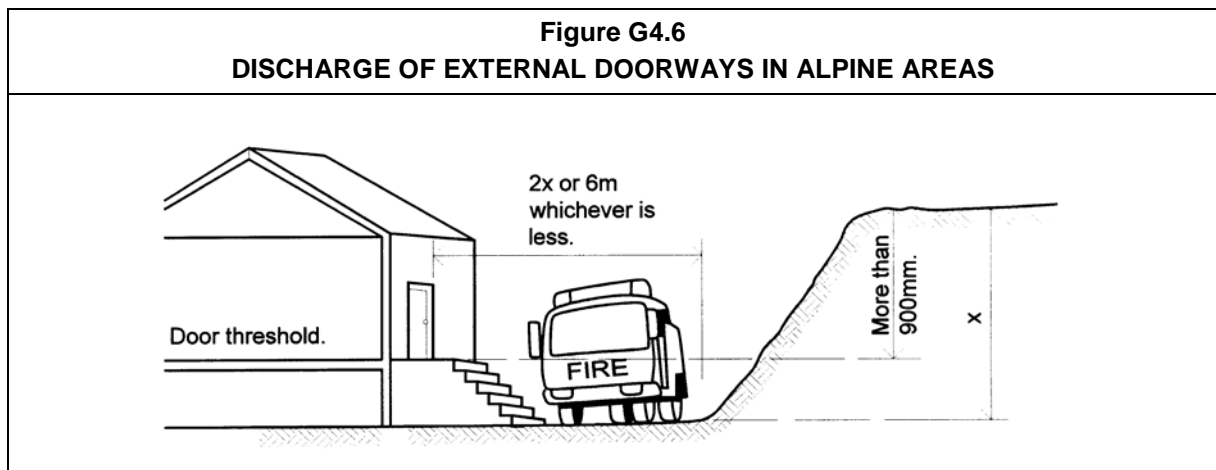 Figure G4.6
DISCHARGE OF EXTERNAL DOORWAYS IN ALPINE AREAS
2x or 6m
whichever is
less.
Door threshold.
FIRE
More than
900mm.
x